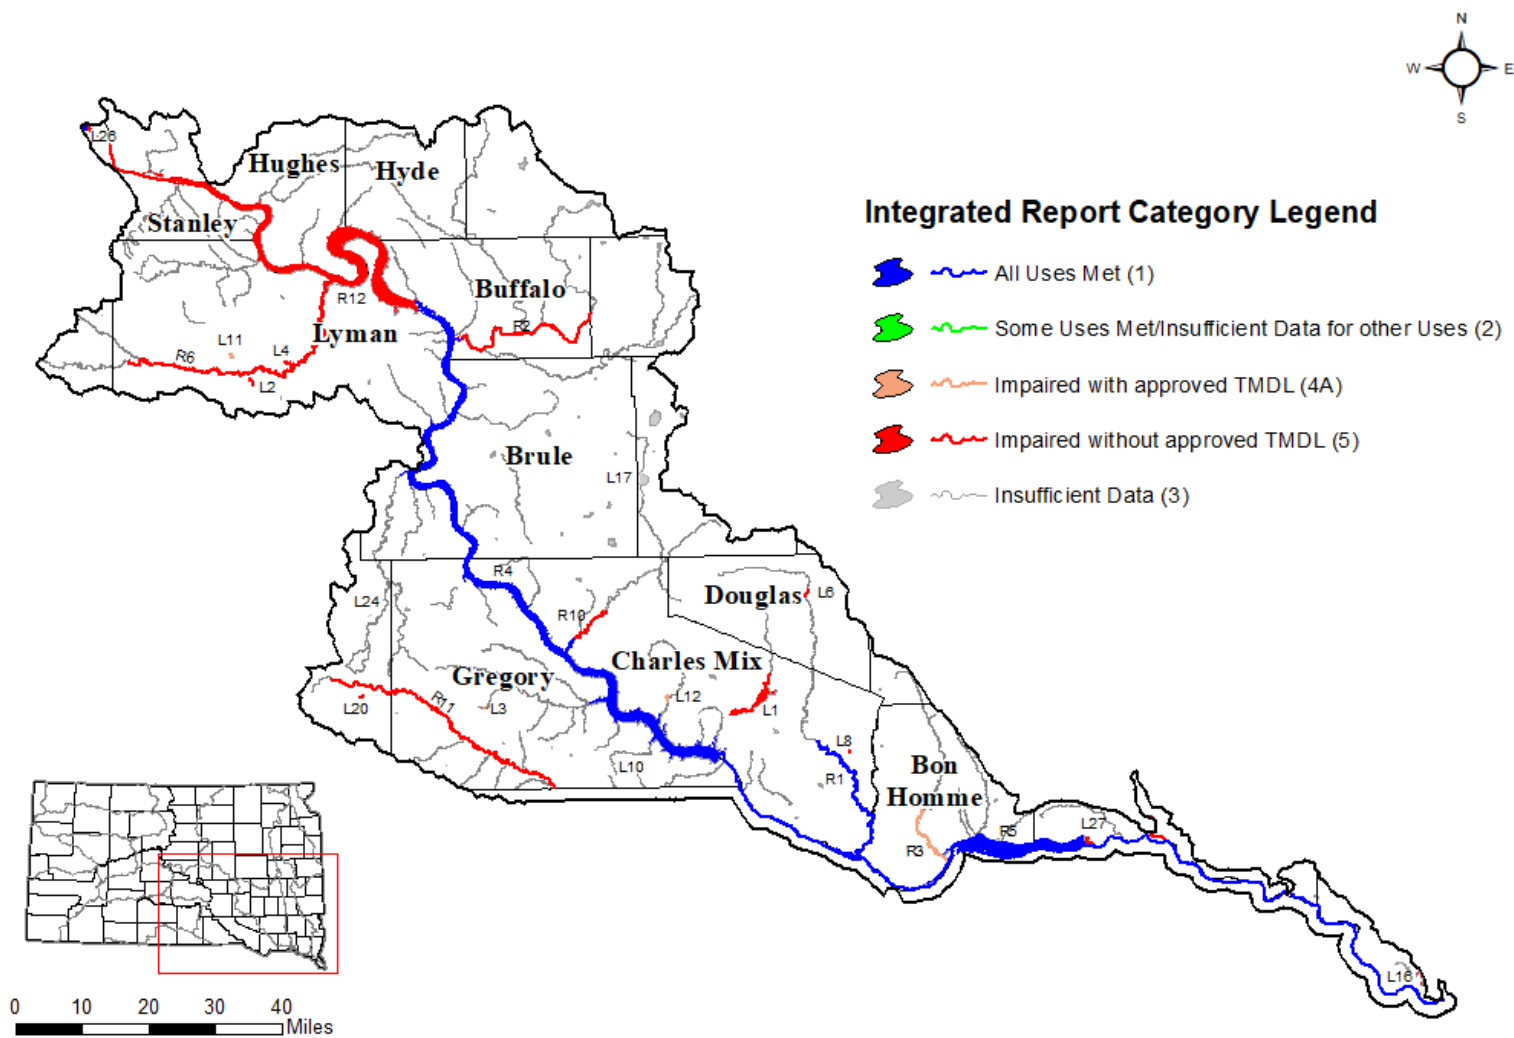 N
W E
S
L26
Hughes
Hyde
Stanley
Integrated Report Category Legend
All Uses Met (1)
Some Uses Met/Insufficient Data for other Uses (2)
Impaired with approved TMDL (4A)
Impaired without approved TMDL (5)
Insufficient Data (3)
Buffalo
R12
R2
Lyman
L11
R6
L4
L2
Brule
L17
R4
L24
R10
Douglas
L6
Charles Mix
Gregory
L20
R11
L3
L12
L1
L10
L8
R1
Bon
Homme
R3
R5
L27
L16
0 10 20 30 40
Miles